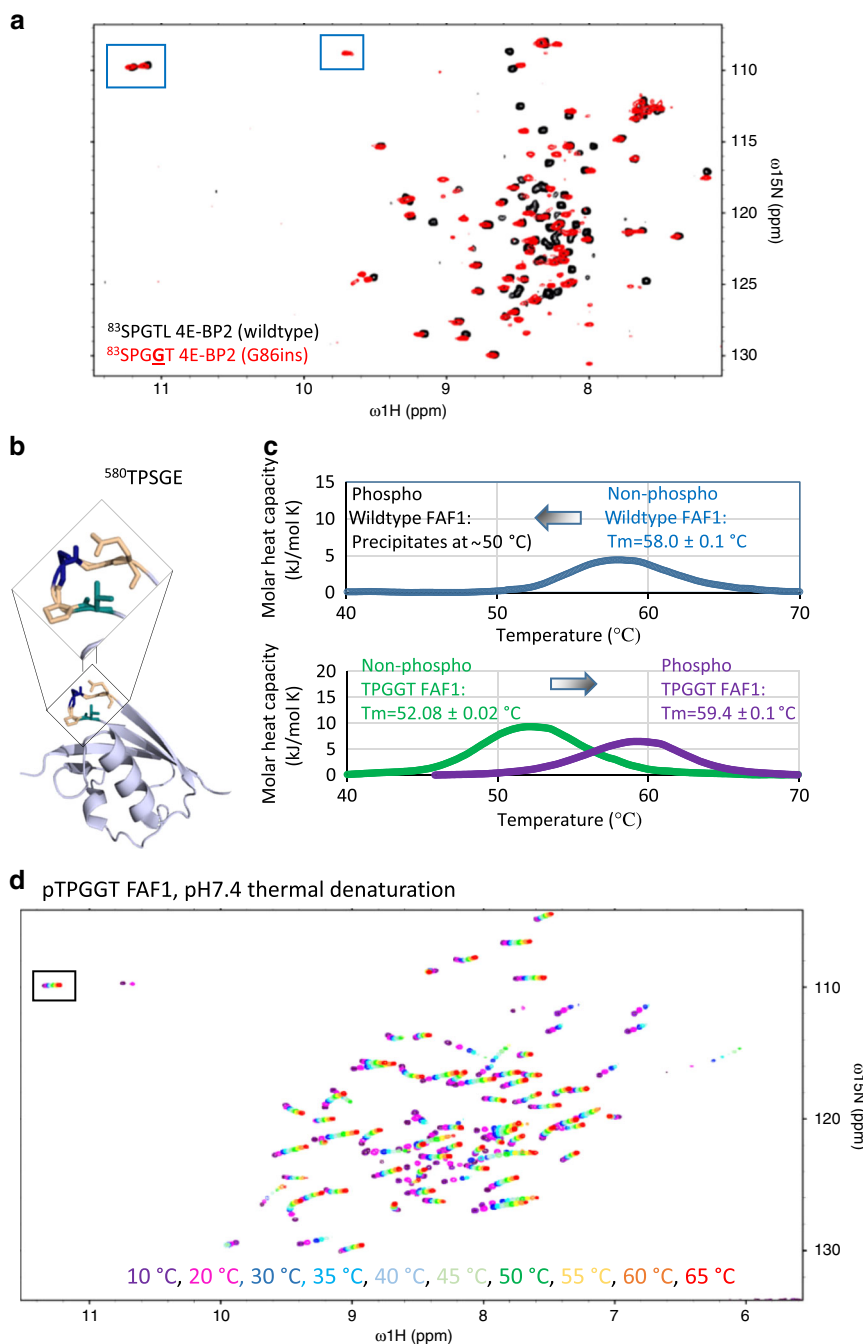 a
110
115
120
125
130
ω15N (ppm)
⁸³SPGTL 4E-BP2 (wildtype)
⁸³SPGGT 4E-BP2 (G86ins)
11
10
9
8
ω1H (ppm)
b
⁵⁸⁰TPSGE
c
Molar heat capacity
(kJ/mol K)
15
10
5
0
Phospho
Wildtype FAF1:
Precipitates at ~50 °C)
Non-phospho
Wildtype FAF1:
Tm=58.0 ± 0.1 °C
40
50
60
70
Temperature (°C)
Molar heat capacity
(kJ/mol K)
20
15
10
5
0
Non-phospho
TPGGT FAF1:
Tm=52.08 ± 0.02 °C
Phospho
TPGGT FAF1:
Tm=59.4 ± 0.1 °C
40
50
60
70
Temperature (°C)
d
pTPGGT FAF1, pH7.4 thermal denaturation
110
120
130
ω15N (ppm)
10 °C, 20 °C, 30 °C, 35 °C, 40 °C, 45 °C, 50 °C, 55 °C, 60 °C, 65 °C
11
10
9
8
7
6
ω1H (ppm)